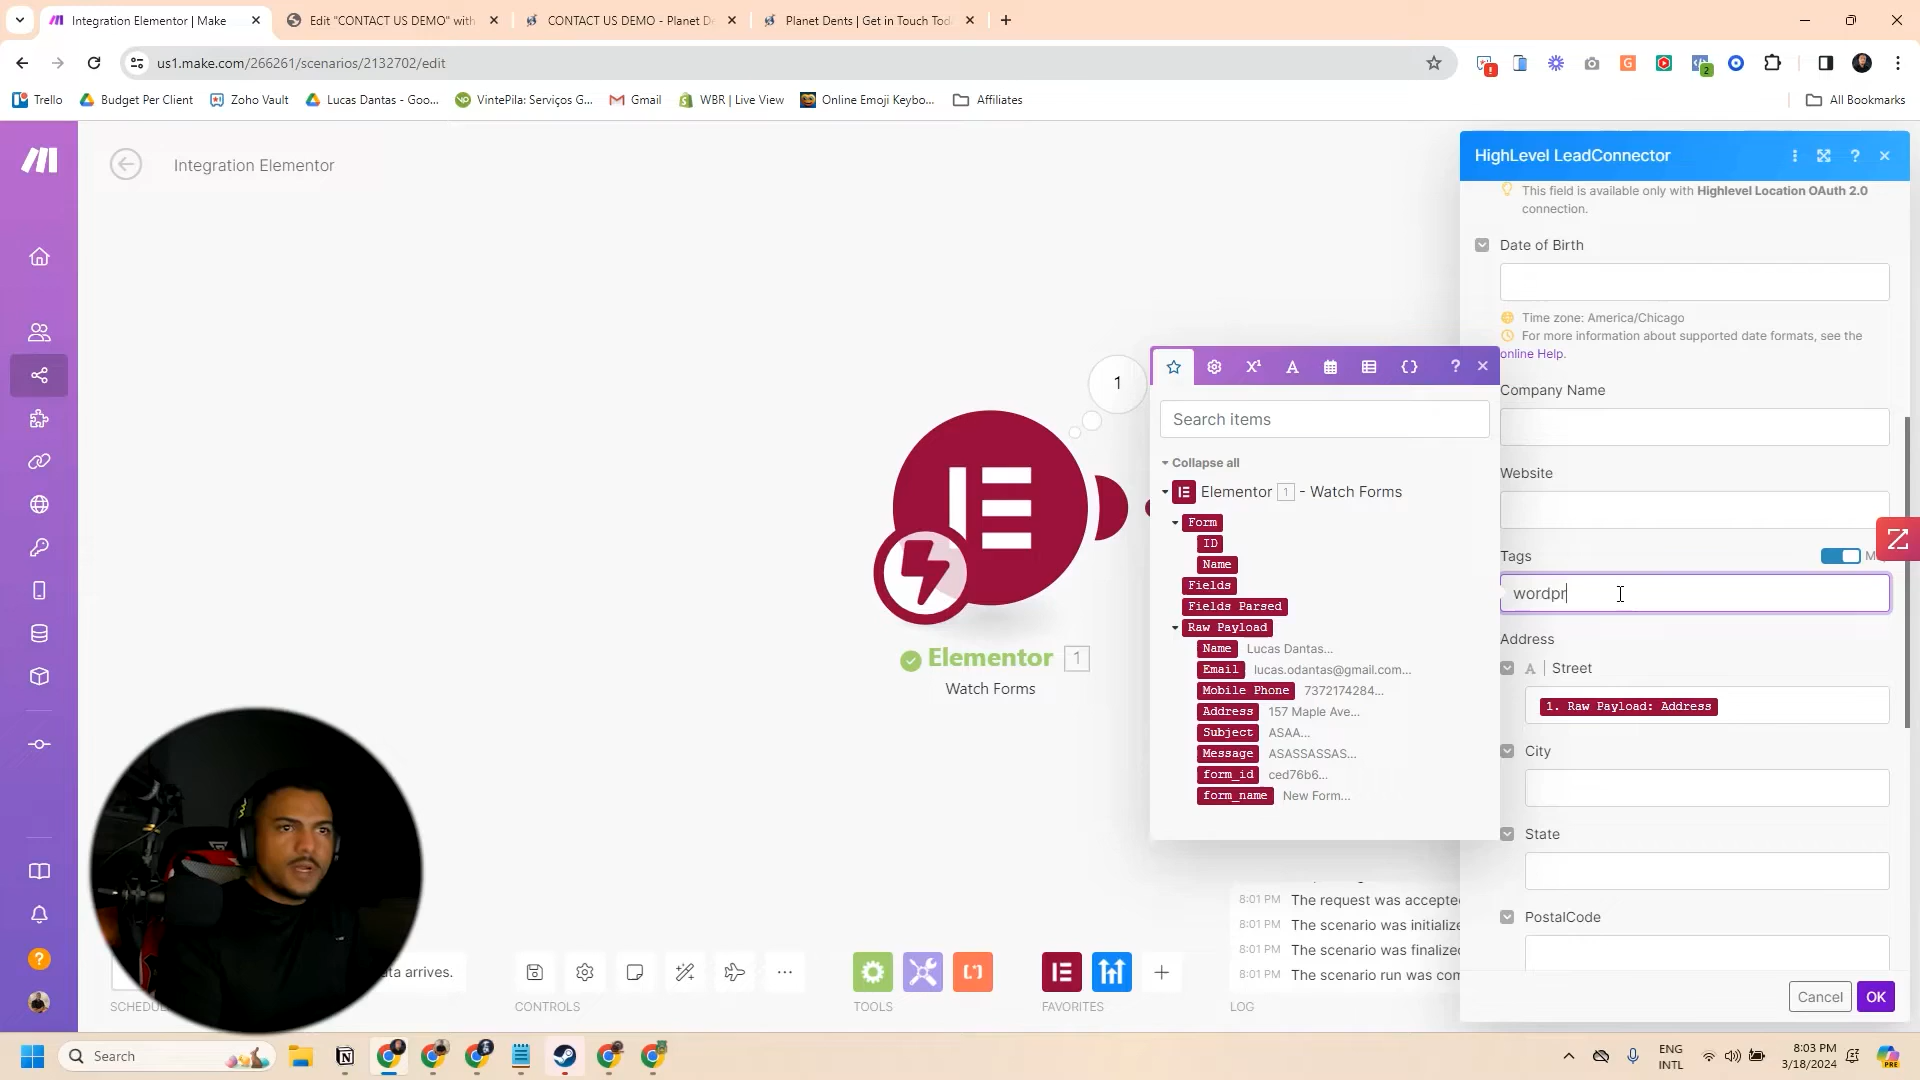 Integration Elementor | Make
Edit "CONTACT US DEMO" with
CONTACT US DEMO - Planet De
Planet Dents | Get in Touch Tod
us1.make.com/266261/scenarios/2132702/edit
Trello
Budget Per Client
Zoho Vault
Lucas Dantas - Goo...
VintePila: Serviços G...
Gmail
WBR | Live View
Online Emoji Keybo...
Affiliates
All Bookmarks
Integration Elementor
HighLevel LeadConnector
This field is available only with Highlevel Location OAuth 2.0
connection.
Date of Birth
Time zone: America/Chicago
For more information about supported date formats, see the
online Help.
Company Name
Website
Tags
M
wordpr
Address
A | Street
1. Raw Payload: Address
City
State
PostalCode
Cancel
OK
Search items
Collapse all
Elementor 1 - Watch Forms
Form
ID
Name
Fields
Fields Parsed
Raw Payload
Name Lucas Dantas...
Email lucas.odantas@gmail.com...
Mobile Phone 7372174284...
Address 157 Maple Ave...
Subject ASAA...
Message ASASSASSAS...
form_id ced76b6...
form_name New Form...
1
Elementor 1
Watch Forms
8:01 PM The request was accepte
8:01 PM The scenario was initialize
8:01 PM The scenario was finalized
8:01 PM The scenario run was com
ata arrives.
SCHEDU
CONTROLS
TOOLS
FAVORITES
LOG
Search
ENG
INTL
8:03 PM
3/18/2024